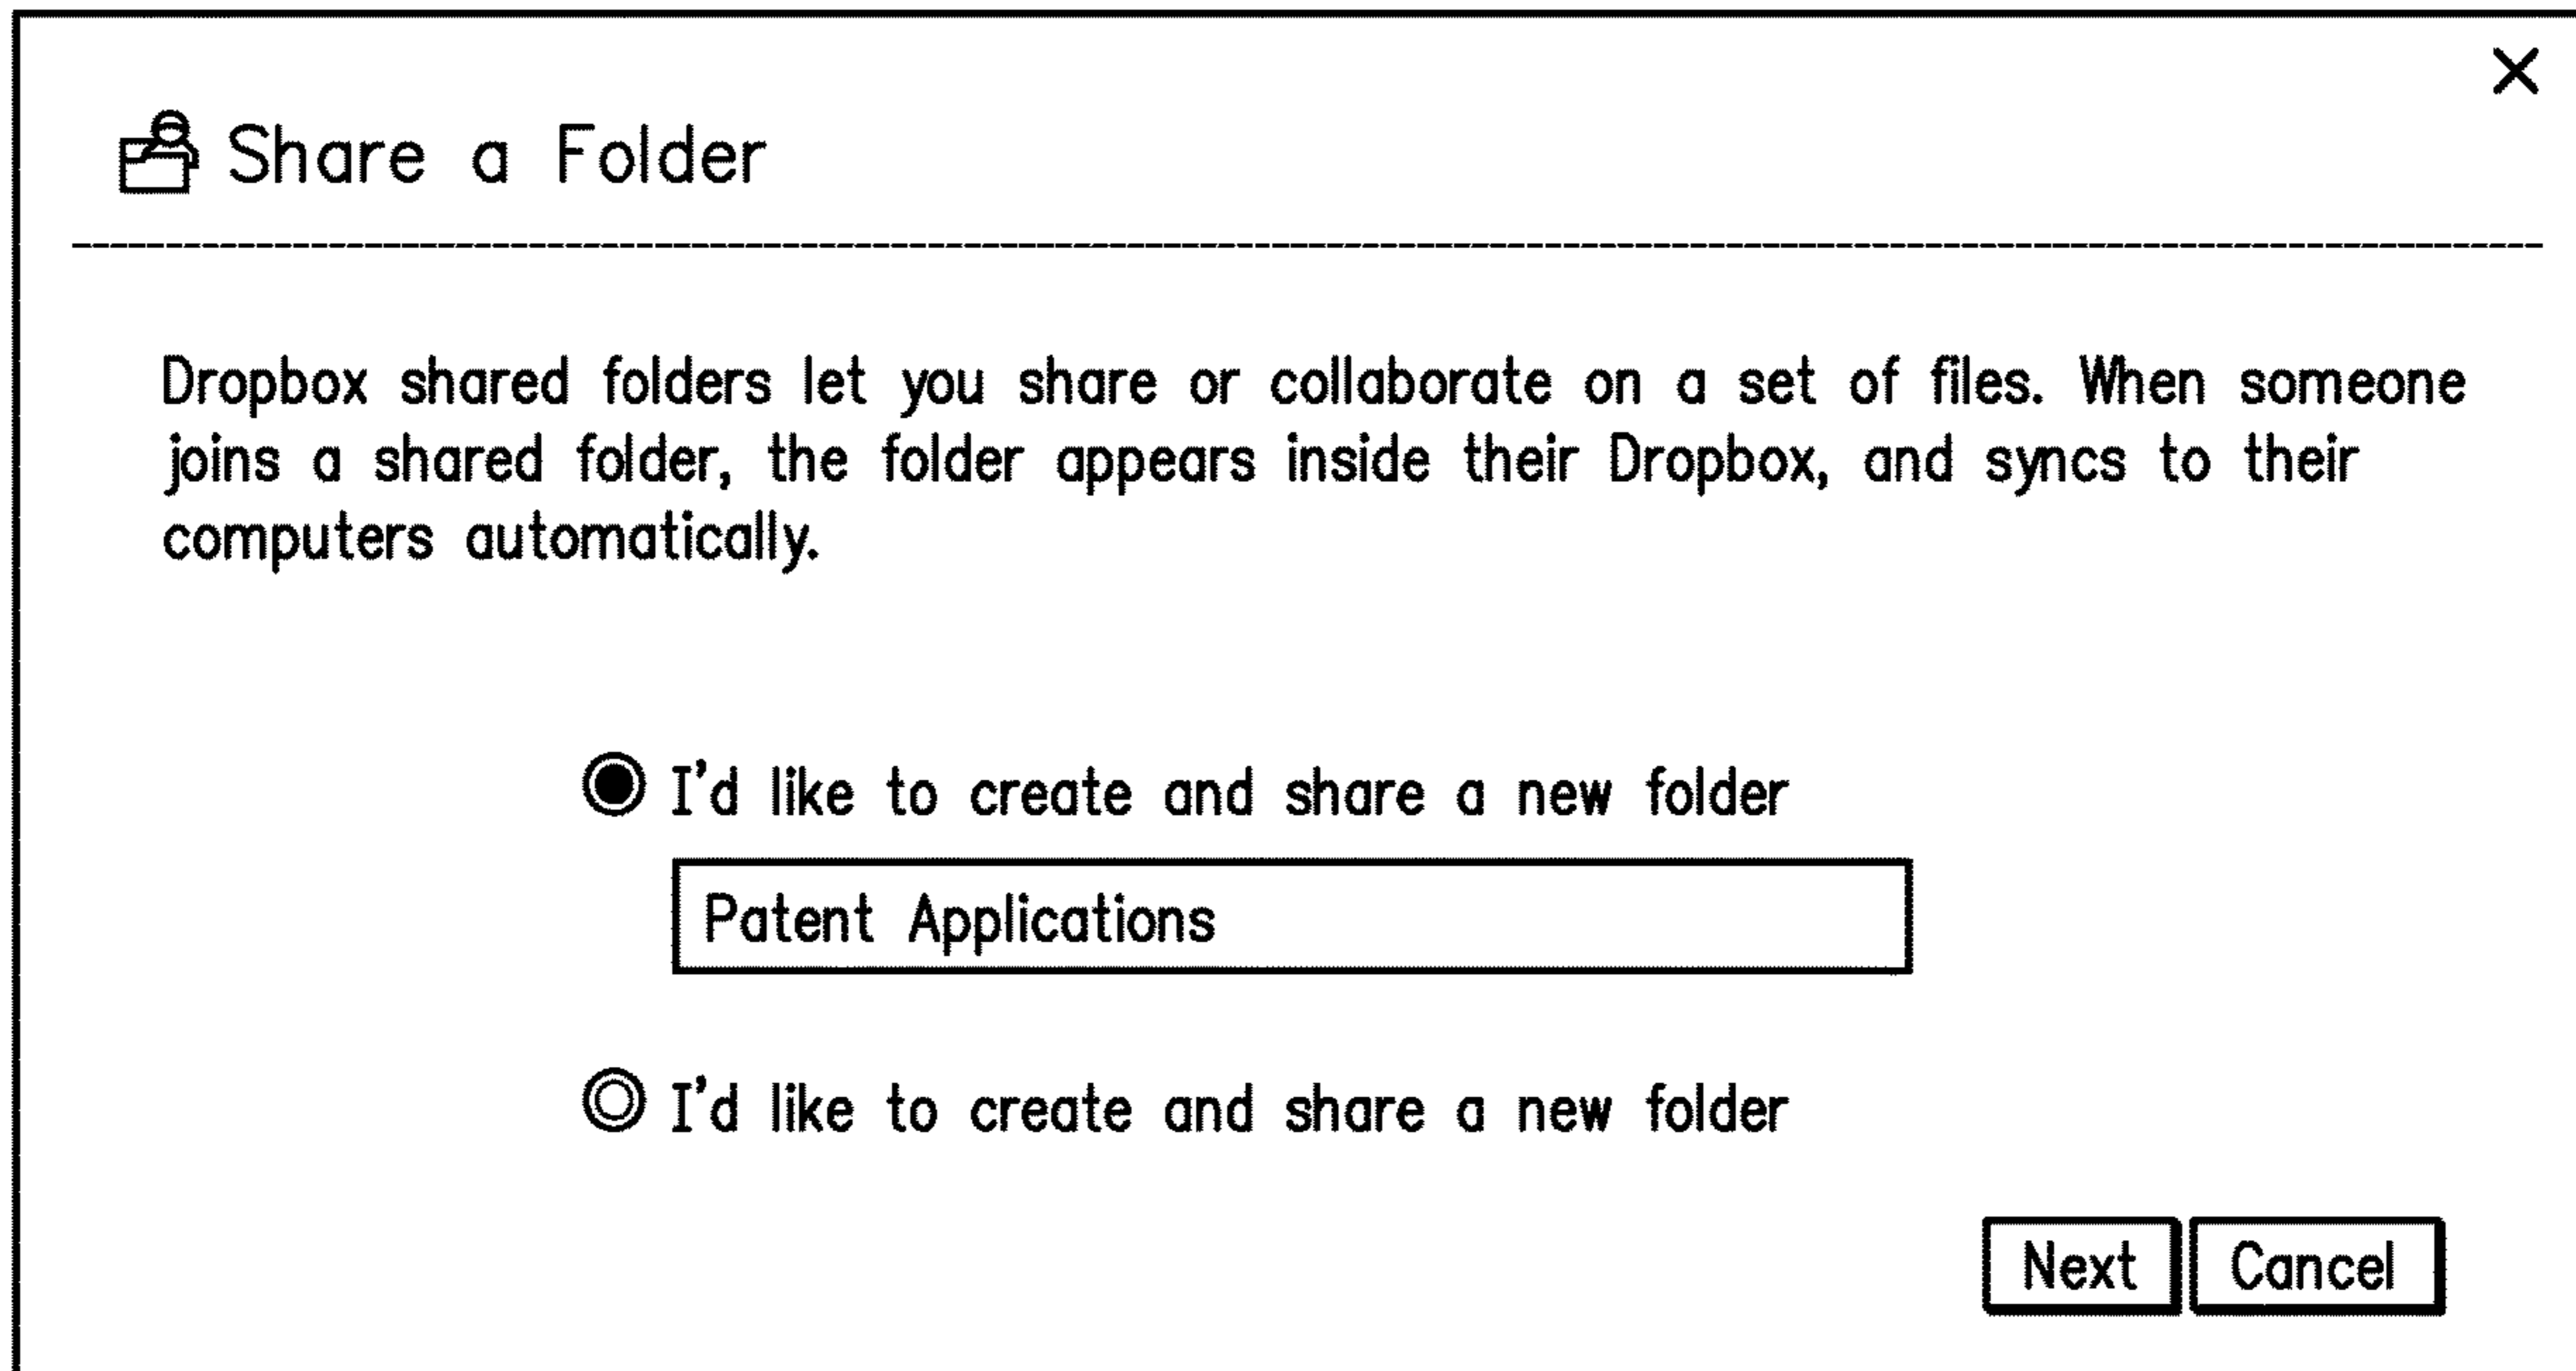 Share a Folder
Dropbox shared folders let you share or collaborate on a set of files. When someone
joins a shared folder, the folder appears inside their Dropbox, and syncs to their
computers automatically.
I'd like to create and share a new folder
Patent Applications
I'd like to create and share a new folder
Next Cancel